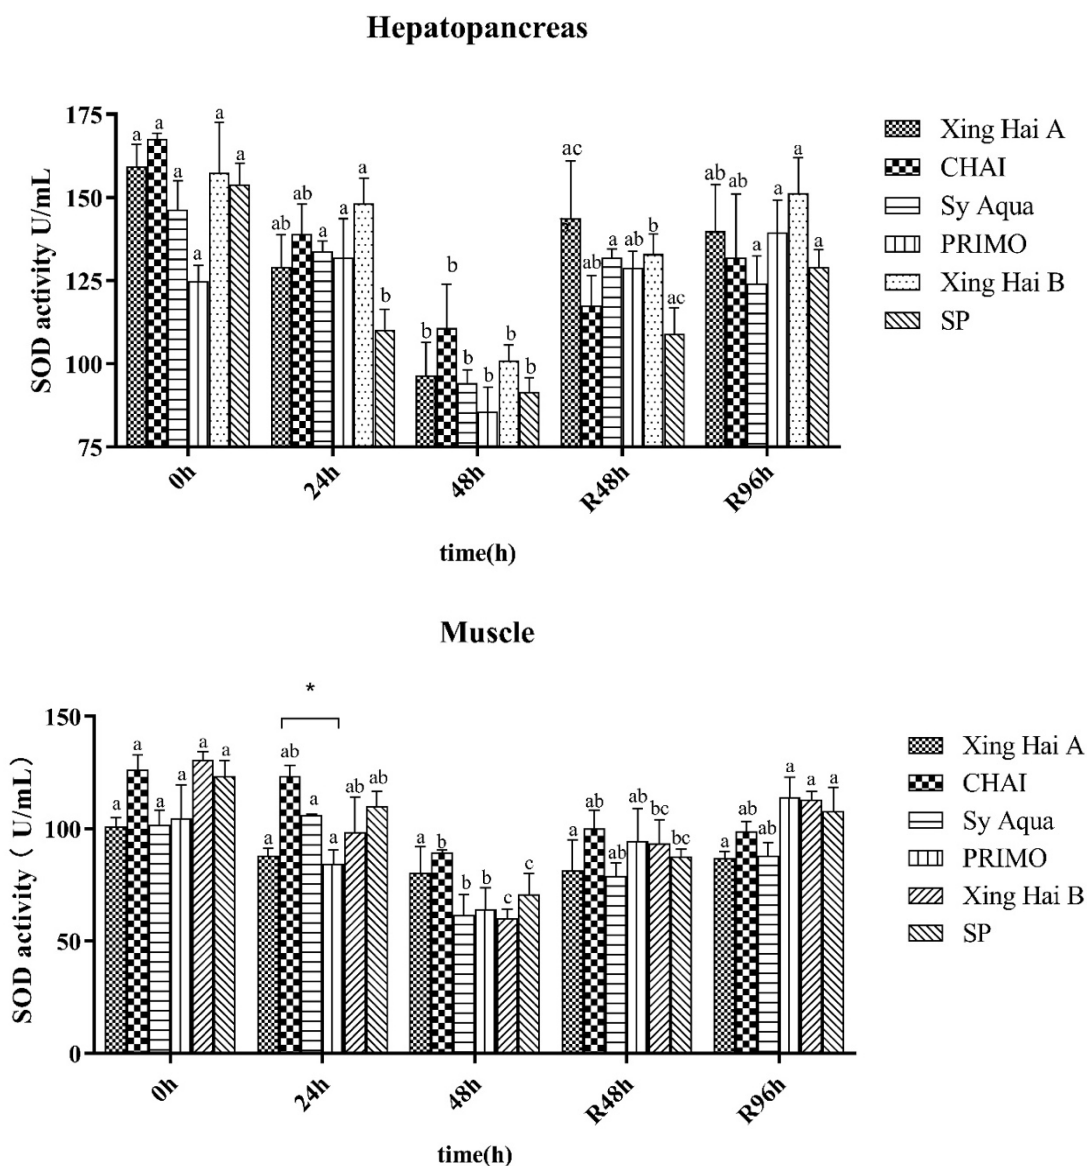 Hepatopancreas
SOD activity U/mL
175
150
125
100
75
a a a a a a
ab ab a a a b
b b b b b b
ac ab a ab b ac
ab ab a a a a
0h 24h 48h R48h R96h
time(h)
Xing Hai A
CHAI
Sy Aqua
PRIMO
Xing Hai B
SP
Muscle
SOD activity ( U/mL)
150
100
50
0
*
a a a a a a
a ab a a ab ab
a b b b c c
a ab ab ab bc bc
a ab ab a a a
0h 24h 48h R48h R96h
time(h)
Xing Hai A
CHAI
Sy Aqua
PRIMO
Xing Hai B
SP